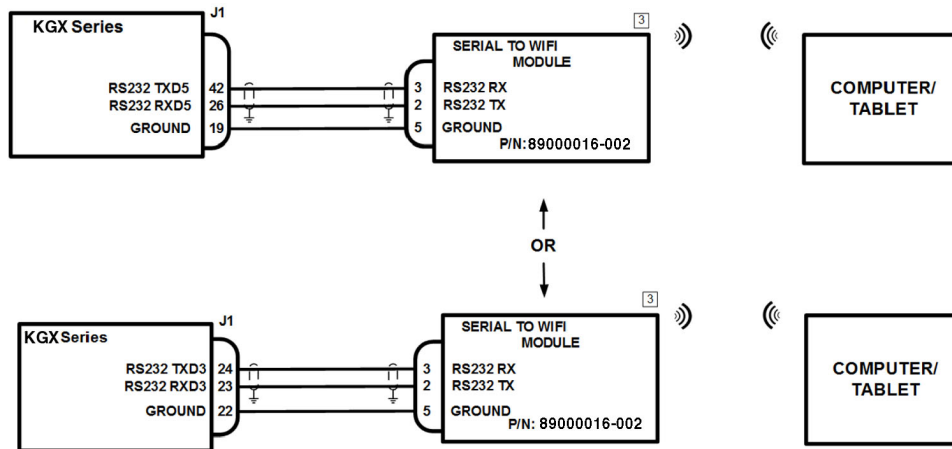 J1
3
KGX Series
SERIAL TO WIFI
MODULE
RS232 TXD5 42
3 RS232 RX
RS232 RXD5 26
2 RS232 TX
GROUND 19
5 GROUND
P/N: 89000016-002
COMPUTER/
TABLET
OR
J1
3
KGX Series
SERIAL TO WIFI
MODULE
RS232 TXD3 24
3 RS232 RX
RS232 RXD3 23
2 RS232 TX
GROUND 22
5 GROUND
P/N: 89000016-002
COMPUTER/
TABLET